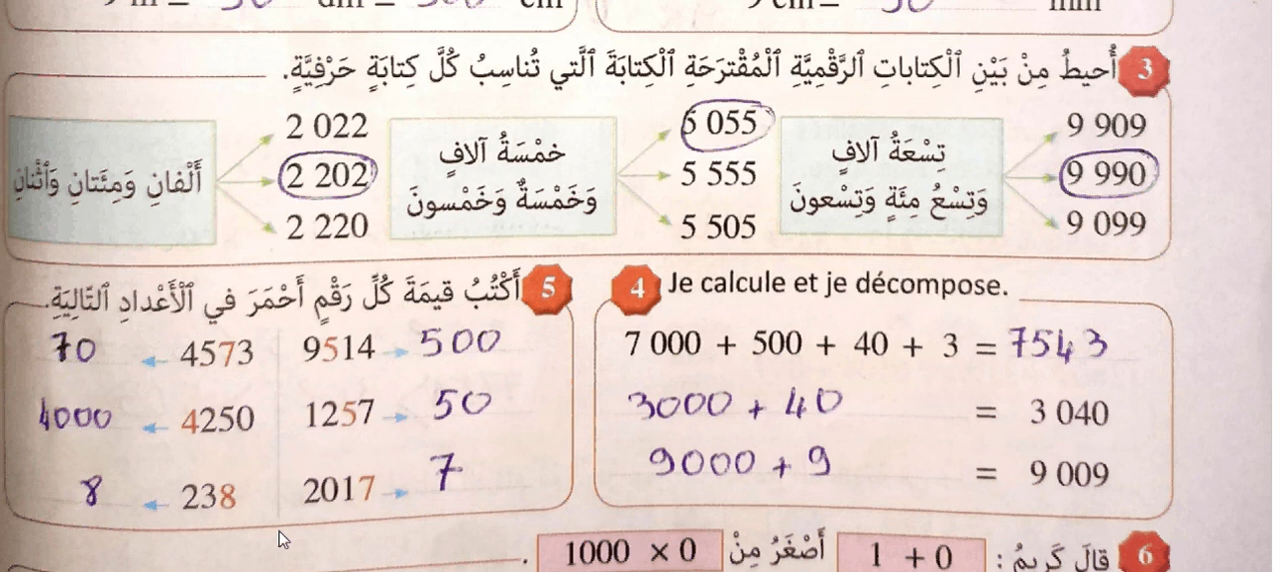 3 أُحيطُ مِنْ بَيْنِ ٱلْكِتاباتِ ٱلرَّقْمِيَّةِ ٱلْمُقْتَرَحَةِ ٱلْكِتابَةَ ٱلَّتي تُناسِبُ كُلَّ كِتابَةٍ حَرْفِيَّةٍ.
تِسْعَةُ آلافٍ
وَتِسْعُ مِئَةٍ وَتِسْعونَ
9 909
9 990
9 099
خَمْسَةُ آلافٍ
وَخَمْسَةٌ وَخَمْسونَ
5 055
5 555
5 505
أَلْفانِ وَمِئَتانِ وَٱثْنانِ
2 022
2 202
2 220
4 Je calcule et je décompose.
7 000 + 500 + 40 + 3 = 7543
3000 + 40 = 3 040
9000 + 9 = 9 009
5 أَكْتُبُ قيمَةَ كُلِّ رَقْمٍ أَحْمَرَ في ٱلْأَعْدادِ ٱلتّالِيَةِ.
70 4573 9514 500
4000 4250 1257 50
8 238 2017 7
6 قالَ كَريمُ : 1 + 0 أَصْغَرُ مِنْ 1000 × 0 .